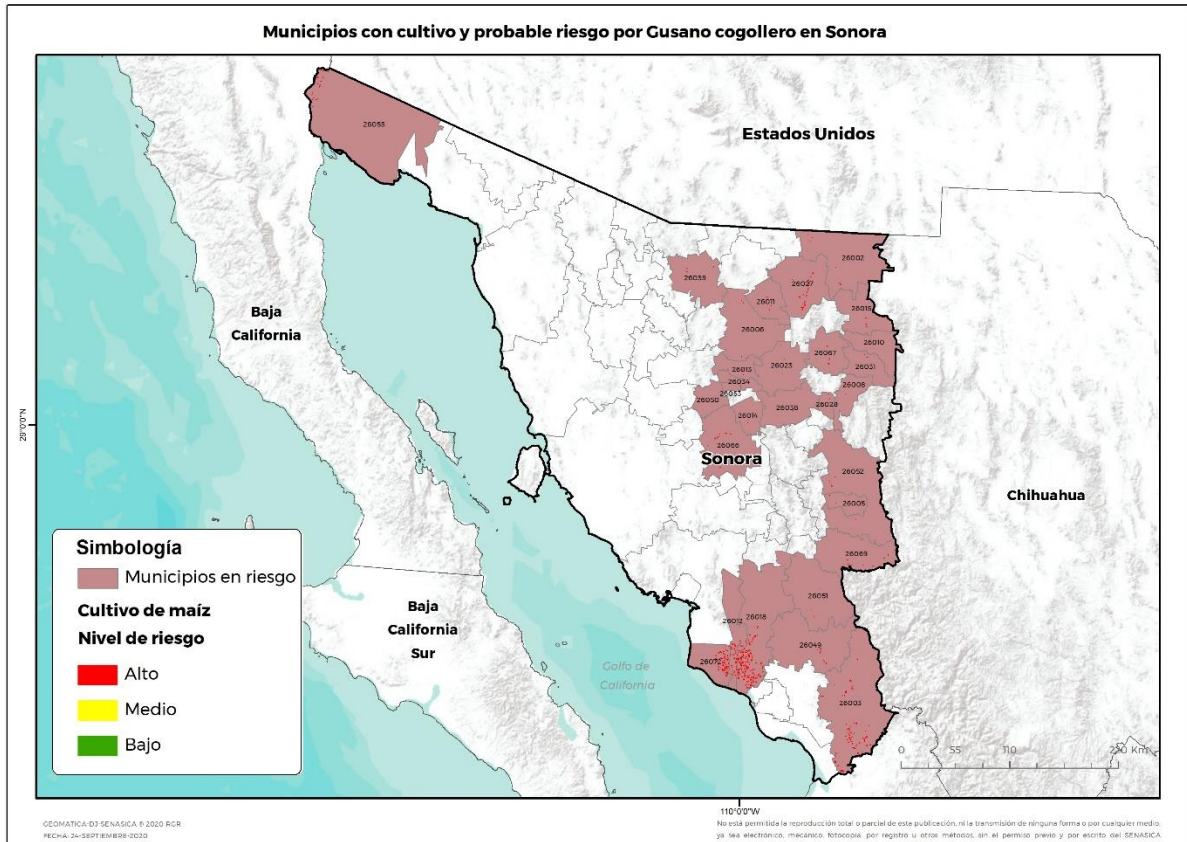 Municipios con cultivo y probable riesgo por Gusano cogollero en Sonora
26055
Estados Unidos
26002
26039
26027
26011
26015
26006
26010
26067
26013
26023
26031
26034
26008
26053
26050
26038
26028
26014
26066
Sonora
26052
26005
26069
26051
26018
26012
26049
26072
26003
Baja
California
Chihuahua
29°0'0"N
Baja
California
Sur
Golfo de
California
Simbología
Municipios en riesgo
Cultivo de maíz
Nivel de riesgo
Alto
Medio
Bajo
0 55 110 220 Km
110°0'0"W
GEOMATICA-DJ-SENASICA © 2020 RGR
FECHA: 24-SEPTIEMBRE-2020
No está permitida la reproducción total o parcial de esta publicación, ni la transmisión de ninguna forma o por cualquier medio,
ya sea electrónico, mecánico, fotocopia, por registro u otros métodos, sin el permiso previo y por escrito del SENASICA